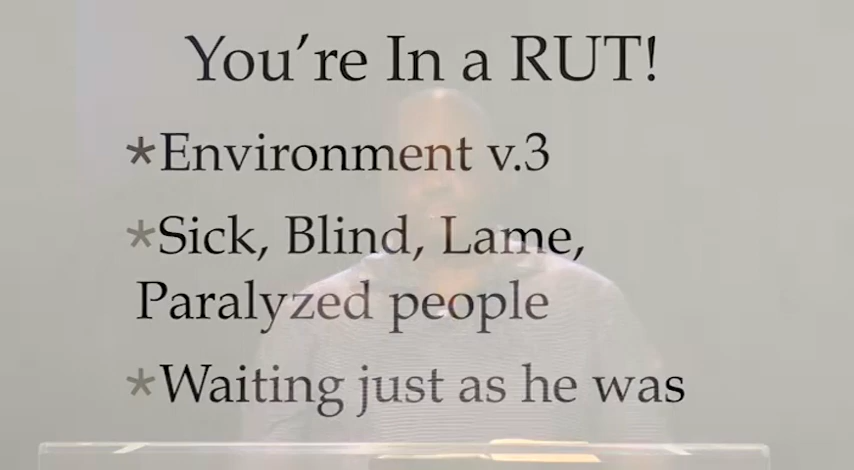 You’re In a RUT!
*Environment v.3
*Sick, Blind, Lame,
Paralyzed people
*Waiting just as he was